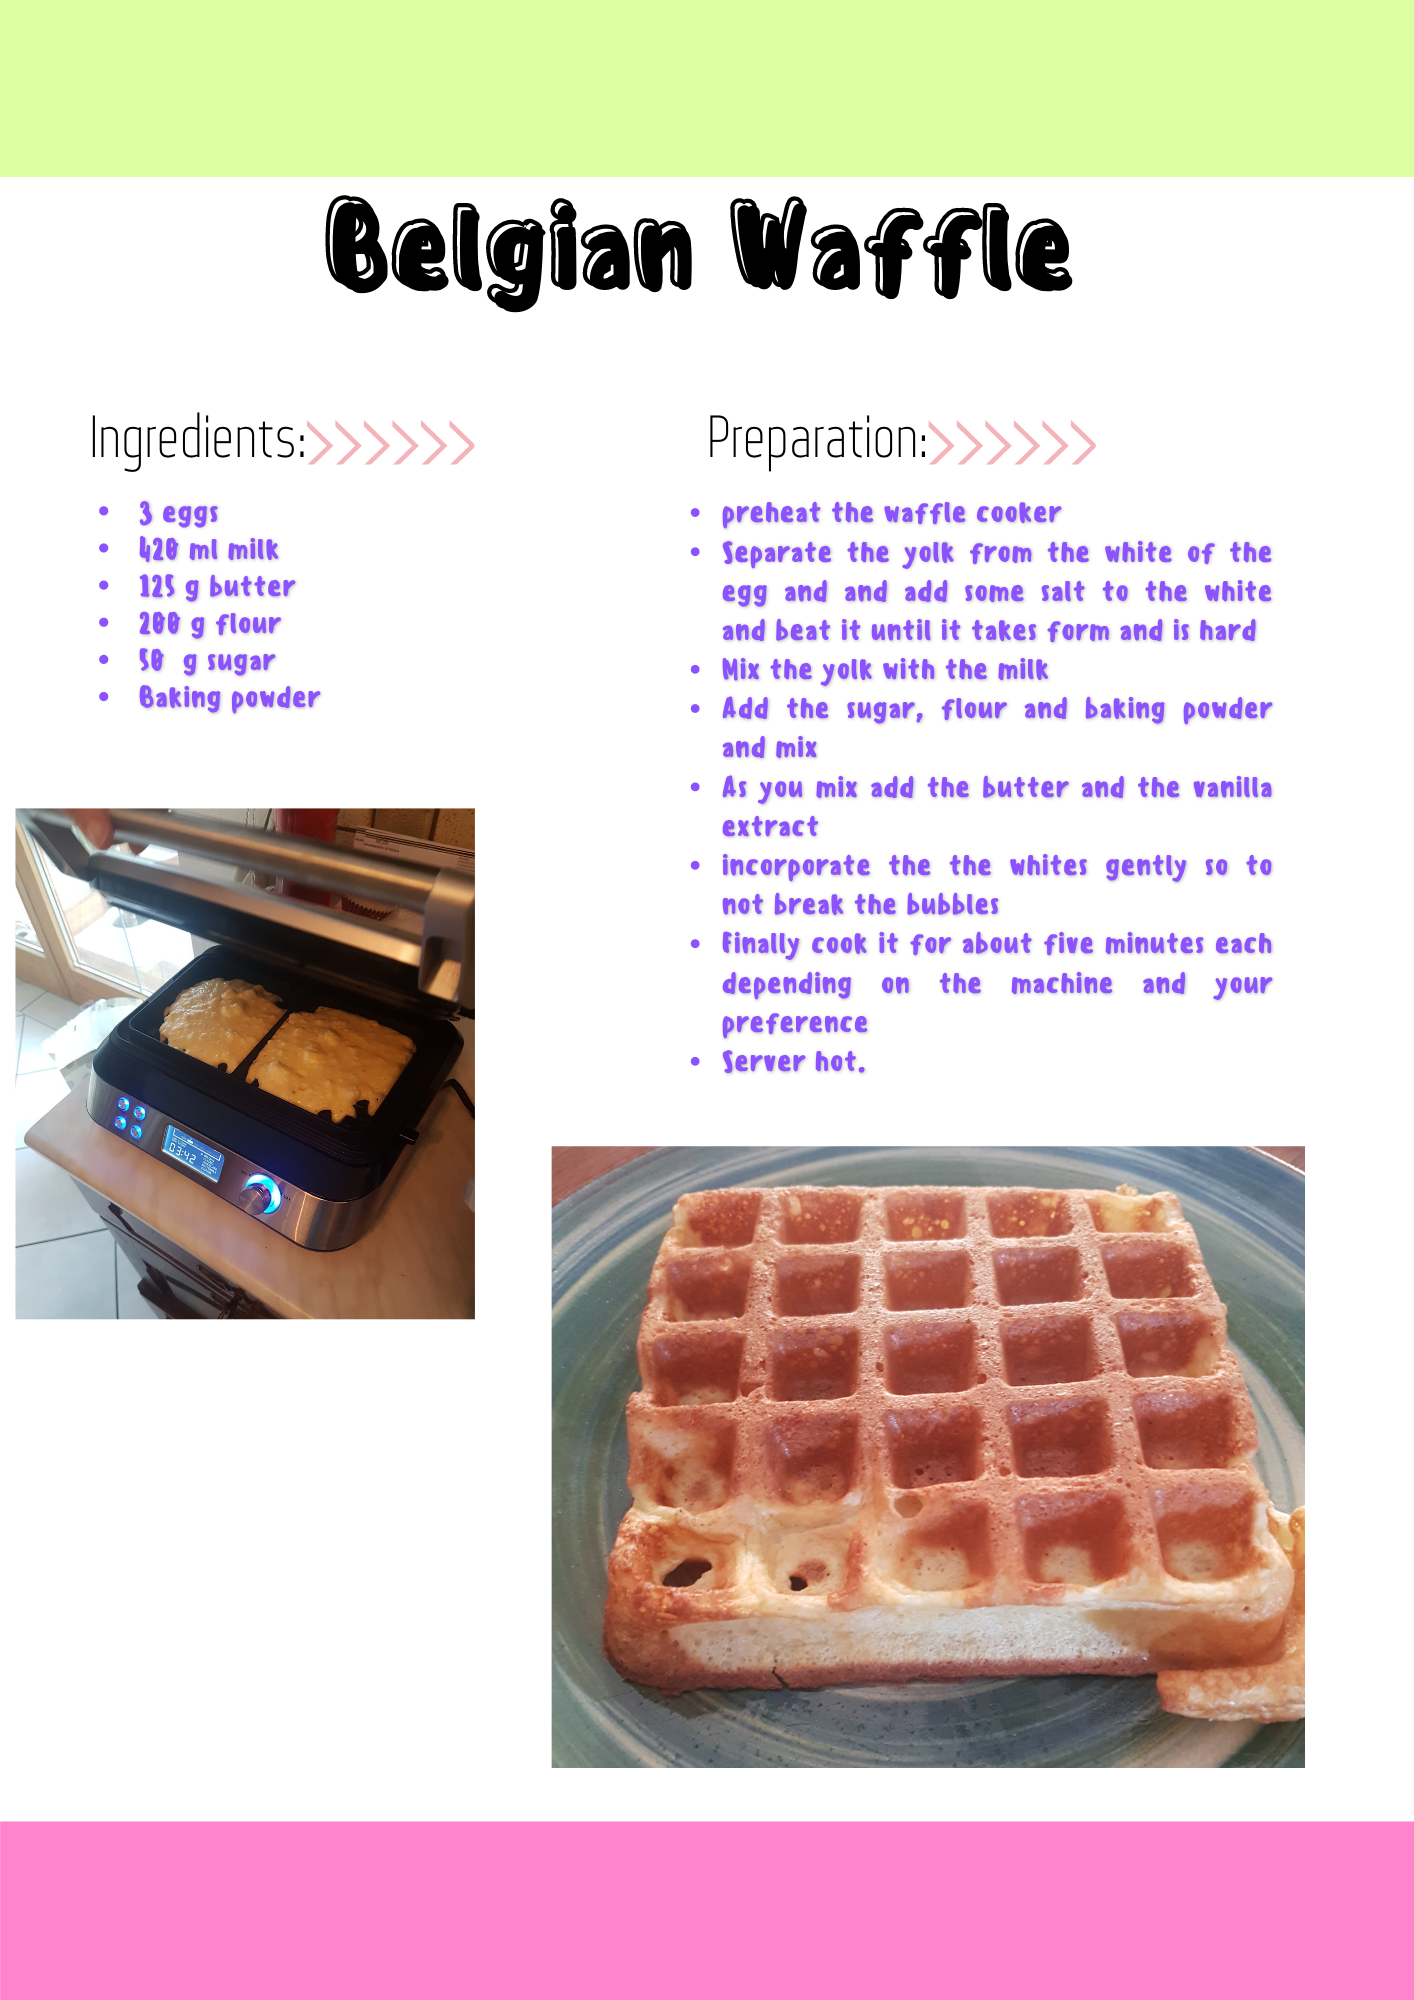 Belgian Waffle
Ingredients:
3 eggs
420 ml milk
125 g butter
200 g flour
50 g sugar
Baking powder
Preparation:
preheat the waffle cooker
Separate the yolk from the white of the
egg and and add some salt to the white
and beat it until it takes form and is hard
Mix the yolk with the milk
Add the sugar, flour and baking powder
and mix
As you mix add the butter and the vanilla
extract
incorporate the the whites gently so to
not break the bubbles
Finally cook it for about five minutes each
depending on the machine and your
preference
Server hot.
03:42